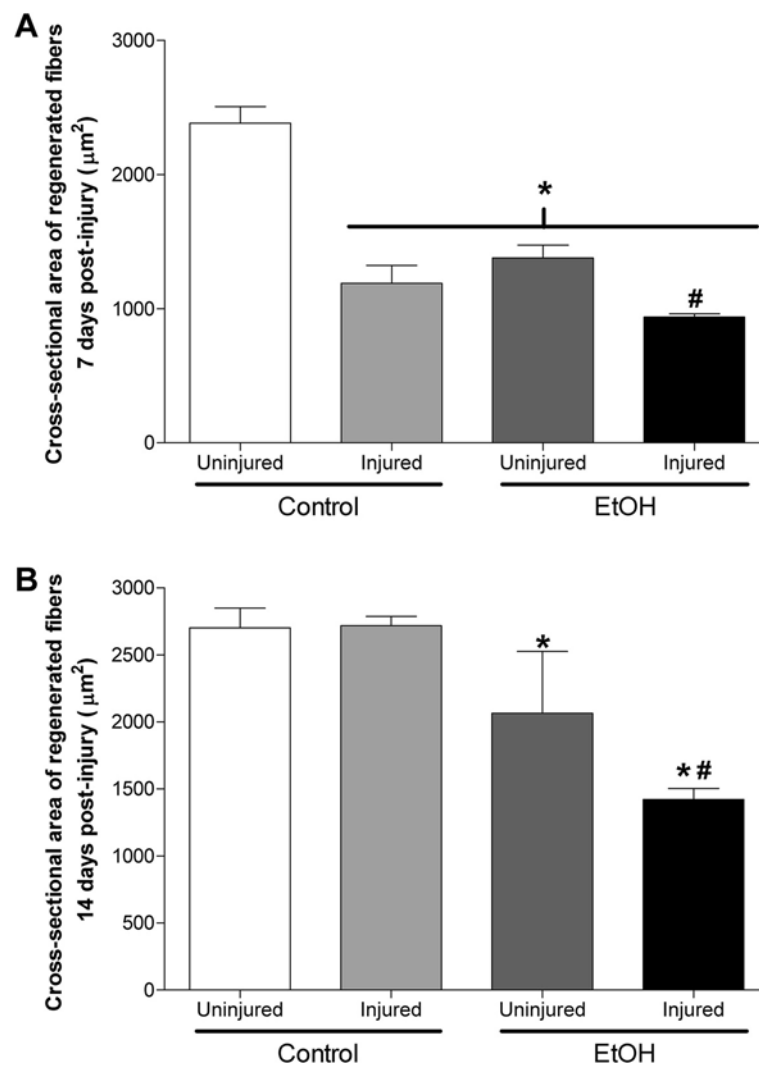 A
Cross-sectional area of regenerated fibers
7 days post-injury (μm²)
3000
2000
1000
0
*
#
Uninjured Injured Uninjured Injured
Control EtOH
B
Cross-sectional area of regenerated fibers
14 days post-injury (μm²)
3000
2500
2000
1500
1000
500
0
*
* #
Uninjured Injured Uninjured Injured
Control EtOH